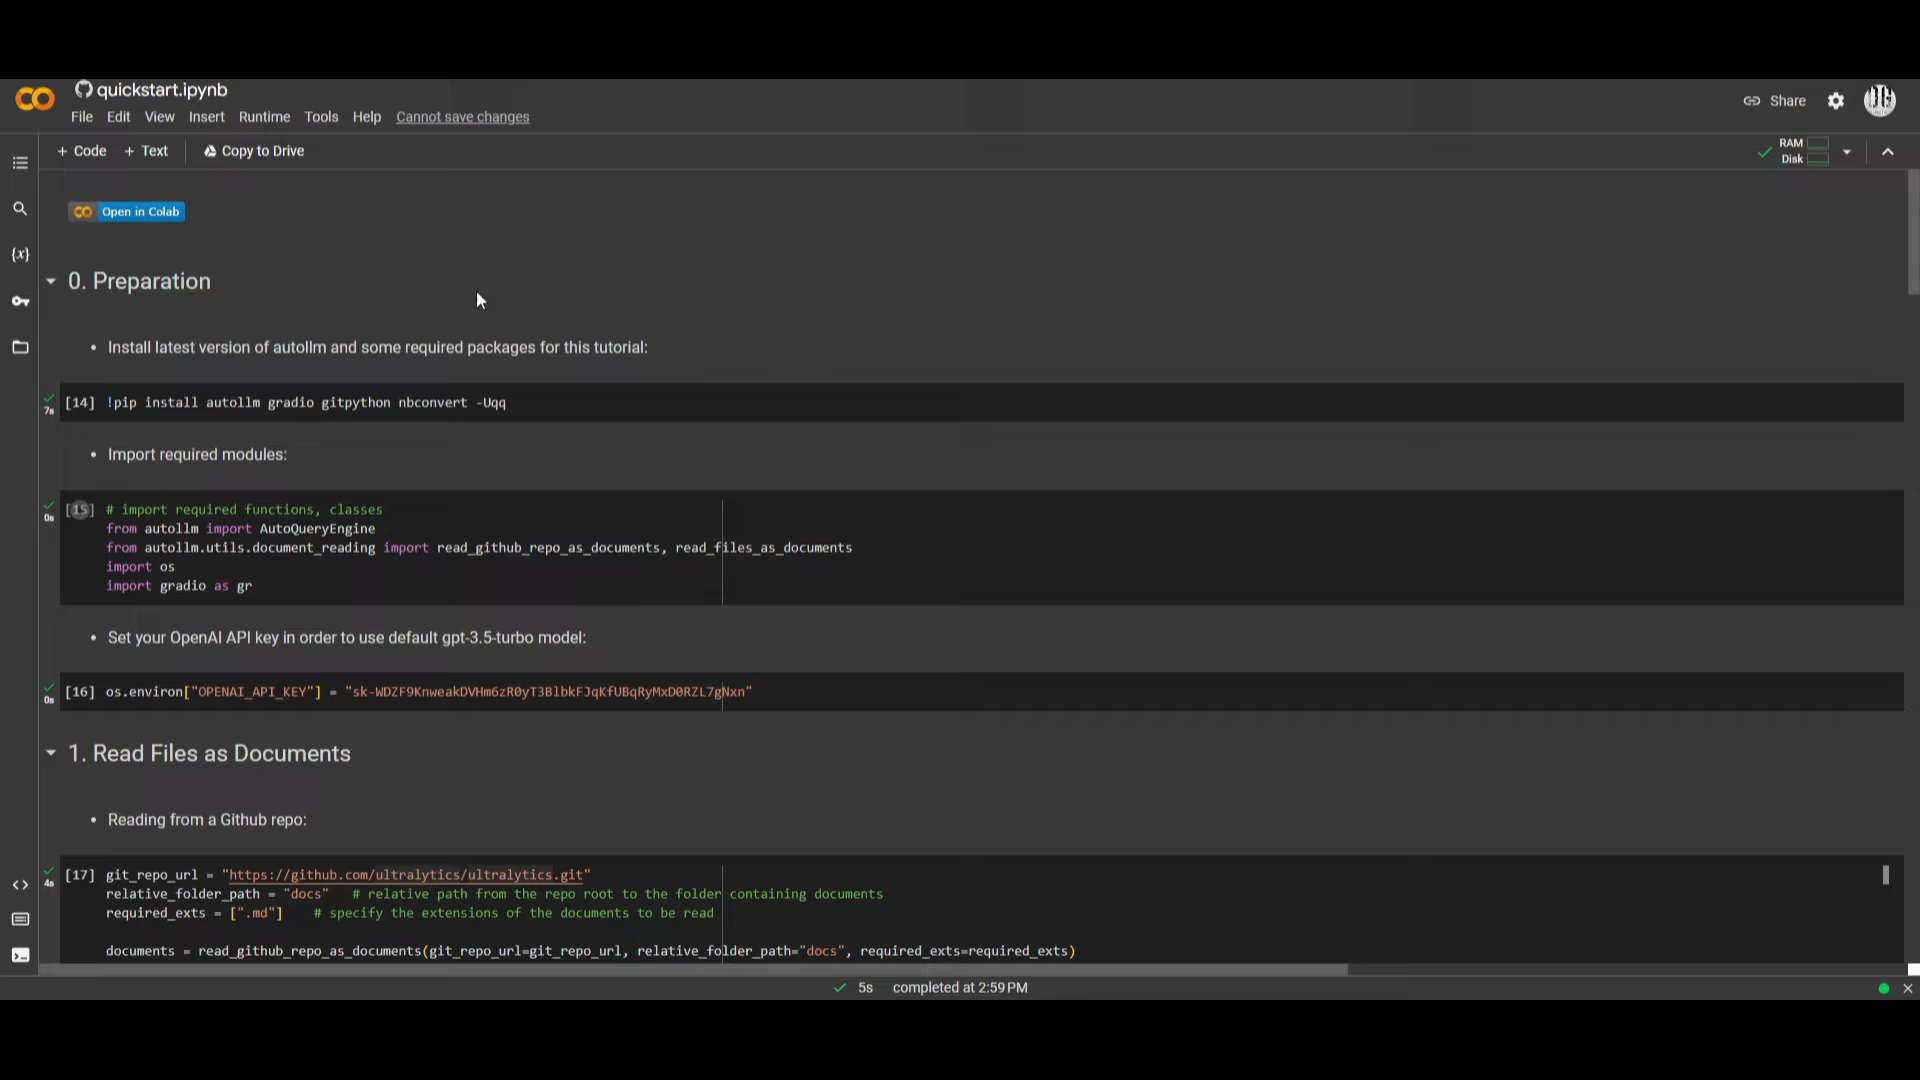 quickstart.ipynb
File Edit View Insert Runtime Tools Help Cannot save changes
Share
+ Code + Text Copy to Drive
RAM
Disk
{x}
Open in Colab
0. Preparation
• Install latest version of autollm and some required packages for this tutorial:
7s [14] !pip install autollm gradio gitpython nbconvert -Uqq
• Import required modules:
0s [15] # import required functions, classes
from autollm import AutoQueryEngine
from autollm.utils.document_reading import read_github_repo_as_documents, read_files_as_documents
import os
import gradio as gr
• Set your OpenAI API key in order to use default gpt-3.5-turbo model:
0s [16] os.environ["OPENAI_API_KEY"] =
1. Read Files as Documents
• Reading from a Github repo:
4s [17] git_repo_url = "https://github.com/ultralytics/ultralytics.git"
relative_folder_path = "docs" # relative path from the repo root to the folder containing documents
required_exts = [".md"] # specify the extensions of the documents to be read
documents = read_github_repo_as_documents(git_repo_url=git_repo_url, relative_folder_path="docs", required_exts=required_exts)
5s completed at 2:59 PM